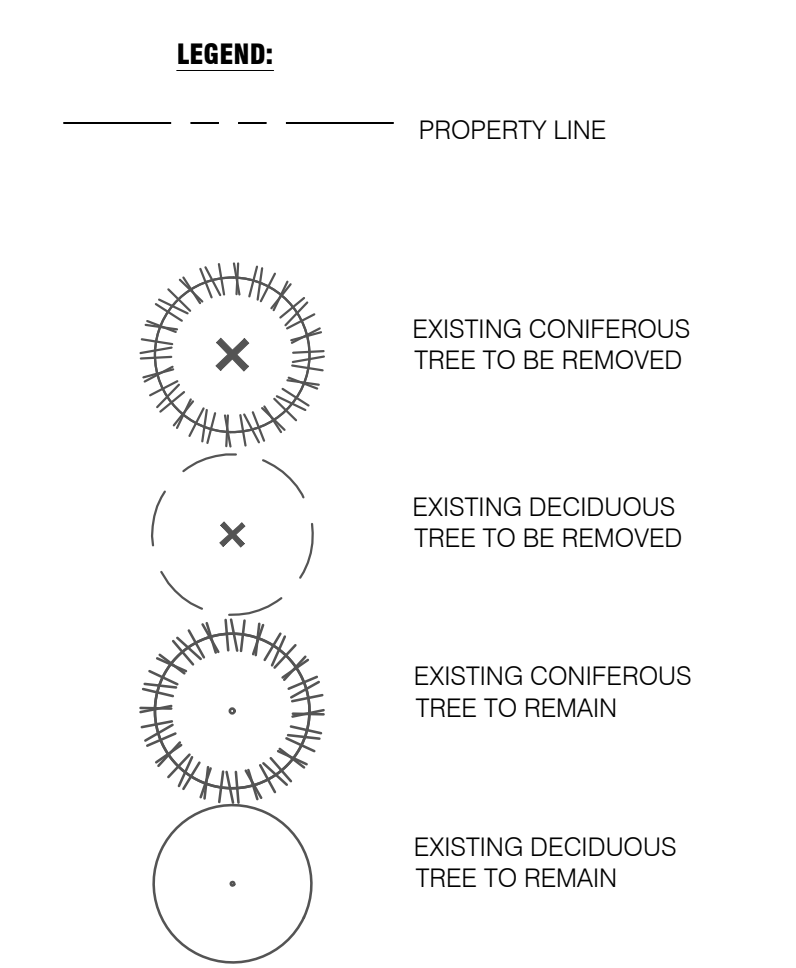 LEGEND:
PROPERTY LINE
EXISTING CONIFEROUS
TREE TO BE REMOVED
EXISTING DECIDUOUS
TREE TO BE REMOVED
EXISTING CONIFEROUS
TREE TO REMAIN
EXISTING DECIDUOUS
TREE TO REMAIN